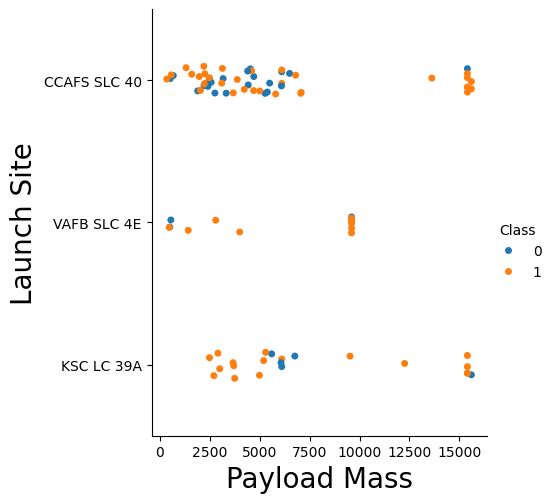 Launch Site
CCAFS SLC 40
VAFB SLC 4E
KSC LC 39A
0 2500 5000 7500 10000 12500 15000
Payload Mass
Class
0
1